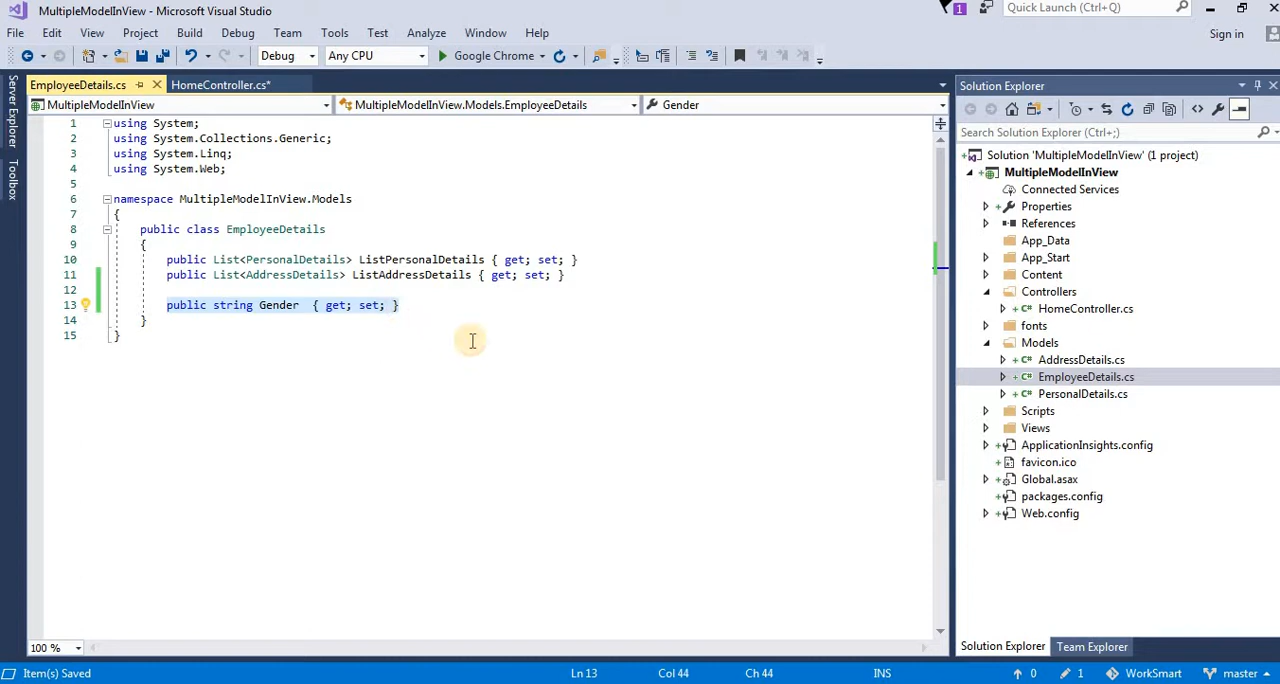 MultipleModelInView - Microsoft Visual Studio
1
Quick Launch (Ctrl+Q)
File Edit View Project Build Debug Team Tools Test Analyze Window Help
Sign in
Debug Any CPU Google Chrome
Server Explorer
Toolbox
EmployeeDetails.cs HomeController.cs*
MultipleModelInView MultipleModelInView.Models.EmployeeDetails Gender
1 using System;
2 using System.Collections.Generic;
3 using System.Linq;
4 using System.Web;
5
6 namespace MultipleModelInView.Models
7 {
8 public class EmployeeDetails
9 {
10 public List<PersonalDetails> ListPersonalDetails { get; set; }
11 public List<AddressDetails> ListAddressDetails { get; set; }
12
13 public string Gender  { get; set; }
14 }
15 }
100 %
Solution Explorer
Search Solution Explorer (Ctrl+;)
Solution 'MultipleModelInView' (1 project)
MultipleModelInView
Connected Services
Properties
References
App_Data
App_Start
Content
Controllers
C# HomeController.cs
fonts
Models
C# AddressDetails.cs
C# EmployeeDetails.cs
C# PersonalDetails.cs
Scripts
Views
ApplicationInsights.config
favicon.ico
Global.asax
packages.config
Web.config
Solution Explorer Team Explorer
Item(s) Saved Ln 13 Col 44 Ch 44 INS 0 1 WorkSmart master